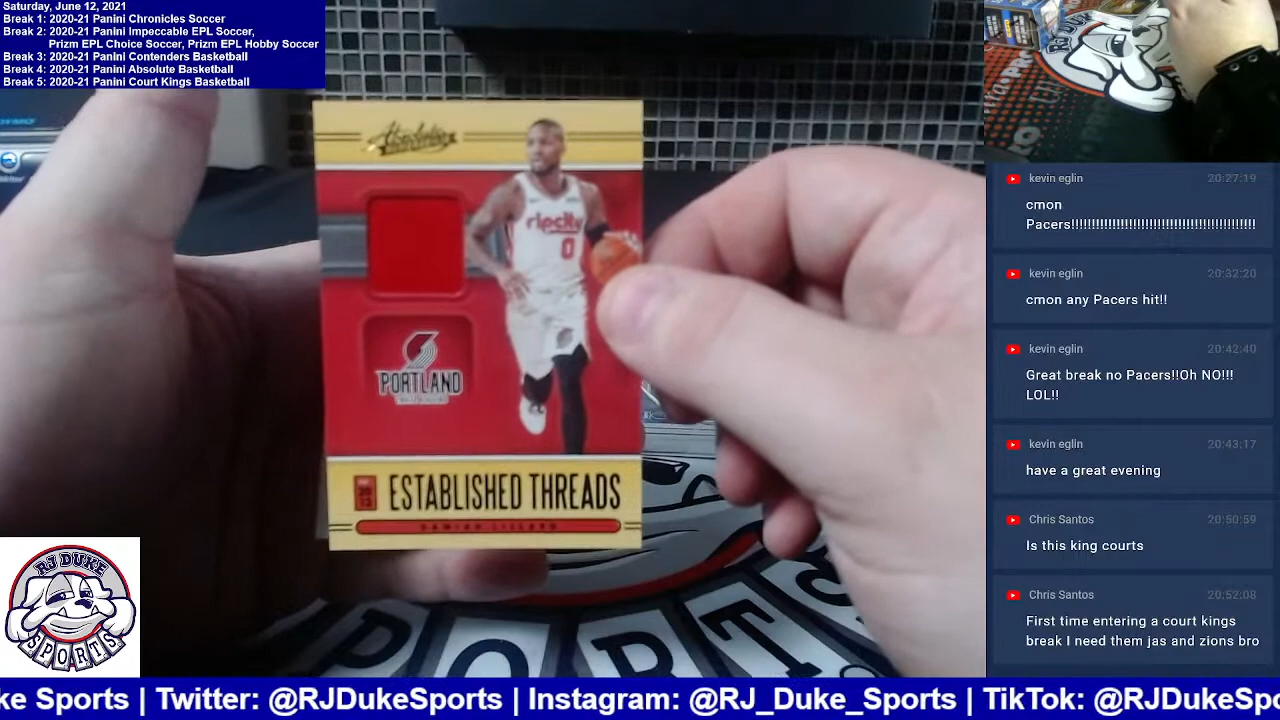 Saturday, June 12, 2021
Break 1: 2020-21 Panini Chronicles Soccer
Break 2: 2020-21 Panini Impeccable EPL Soccer,
Prizm EPL Choice Soccer, Prizm EPL Hobby Soccer
Break 3: 2020-21 Panini Contenders Basketball
Break 4: 2020-21 Panini Absolute Basketball
Break 5: 2020-21 Panini Court Kings Basketball
Absolute
ripcity
0
PORTLAND
ESTABLISHED THREADS
DAMIAN LILLARD
RJ DUKE
SPORTS
RJ DUKE
kevin eglin 20:27:19
cmon
Pacers!!!!!!!!!!!!!!!!!!!!!!!!!!!!!!!!!!!!!!!!!!!!!
kevin eglin 20:32:20
cmon any Pacers hit!!
kevin eglin 20:42:40
Great break no Pacers!!Oh NO!!!
LOL!!
kevin eglin 20:43:17
have a great evening
Chris Santos 20:50:59
Is this king courts
Chris Santos 20:52:08
First time entering a court kings
break I need them jas and zions bro
ke Sports | Twitter: @RJDukeSports | Instagram: @RJ_Duke_Sports | TikTok: @RJDukeSpo